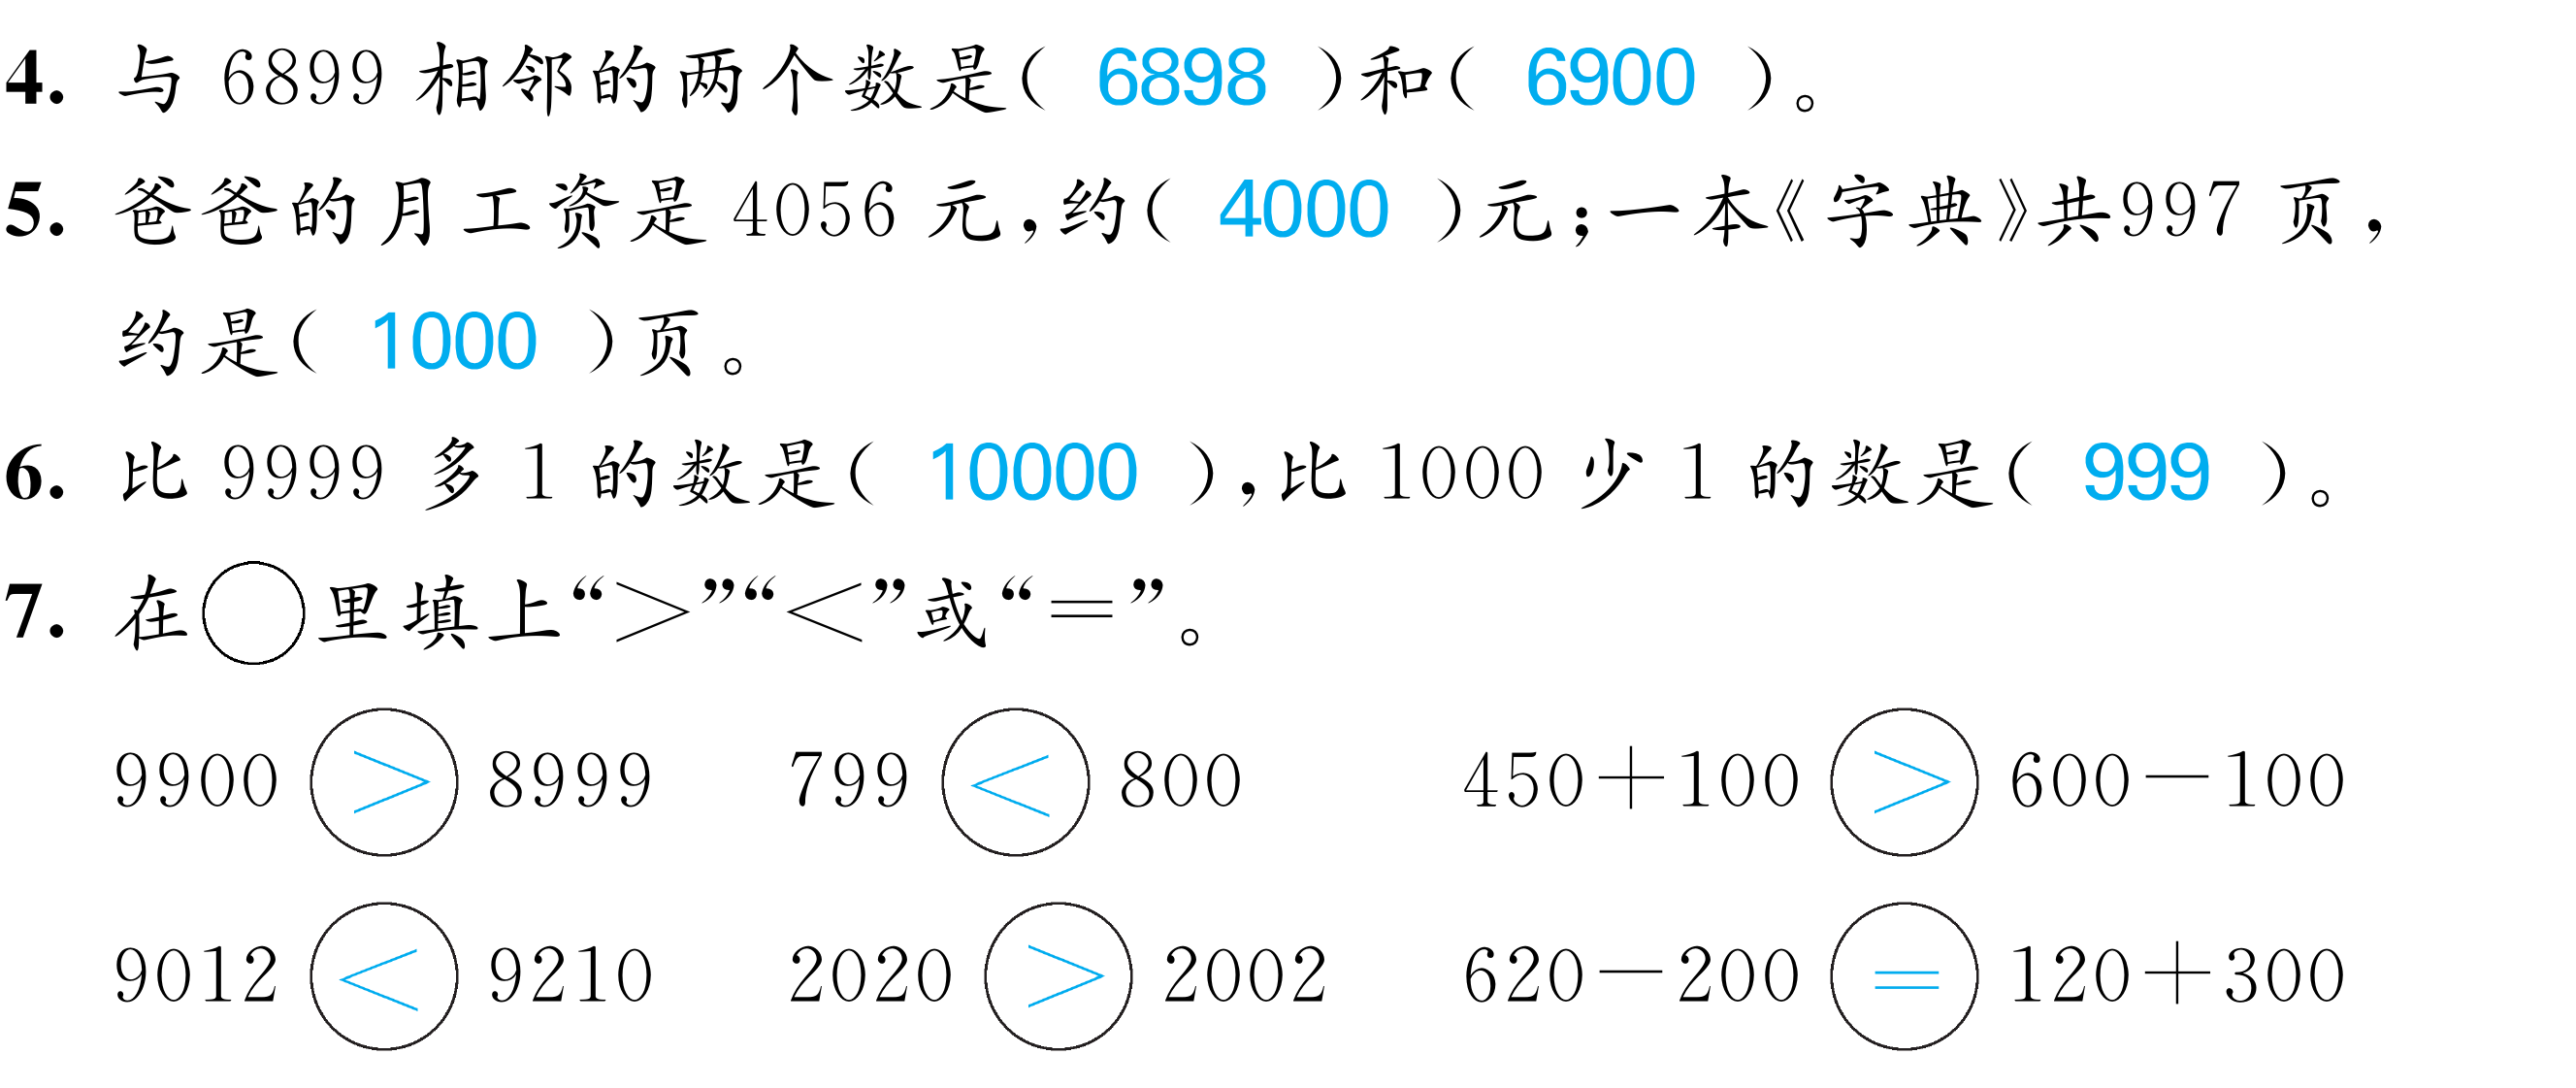 4. 与 6899 相邻的两个数是( 6898 )和( 6900 )。
5. 爸爸的月工资是 4056 元,约( 4000 )元;一本《字典》共997 页,
约是( 1000 )页。
6. 比 9999 多 1 的数是( 10000 ),比 1000 少 1 的数是( 999 )。
7. 在○里填上“>”“<”或“=”。
9900 > 8999 799 < 800 450+100 > 600-100
9012 < 9210 2020 > 2002 620-200 = 120+300